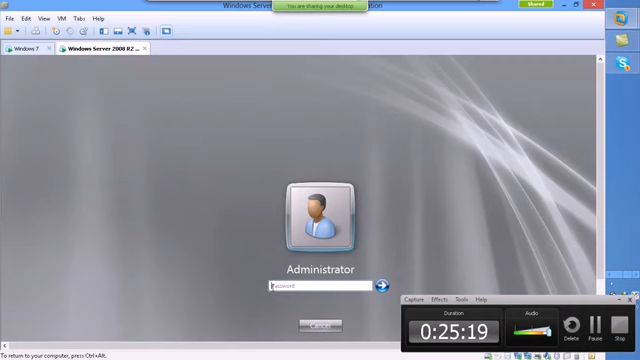 Windows Server
You are sharing your desktop
Shared
File Edit View VM Tabs Help
Windows 7
Windows Server 2008 R2 ...
Administrator
Password
Cancel
Capture Effects Tools Help
Duration
Audio
0:25:19
Delete
Pause
Stop
To return to your computer, press Ctrl+Alt.